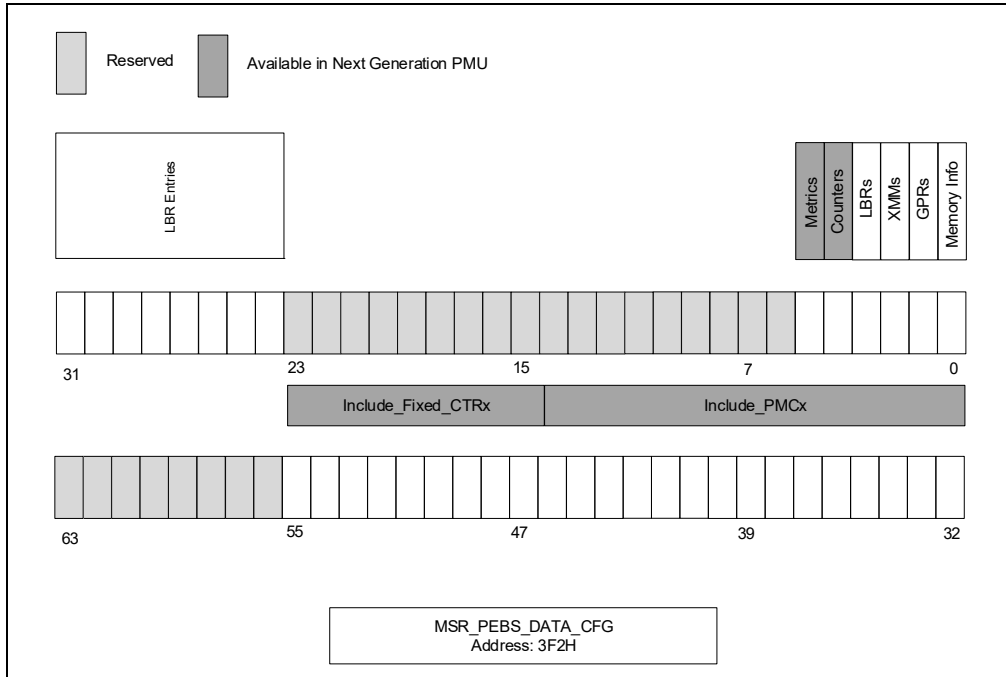 Reserved
Available in Next Generation PMU
LBR Entries
Metrics
Counters
LBRs
XMMs
GPRs
Memory Info
31
23
15
7
0
Include_Fixed_CTRx
Include_PMCx
63
55
47
39
32
MSR_PEBS_DATA_CFG
Address: 3F2H